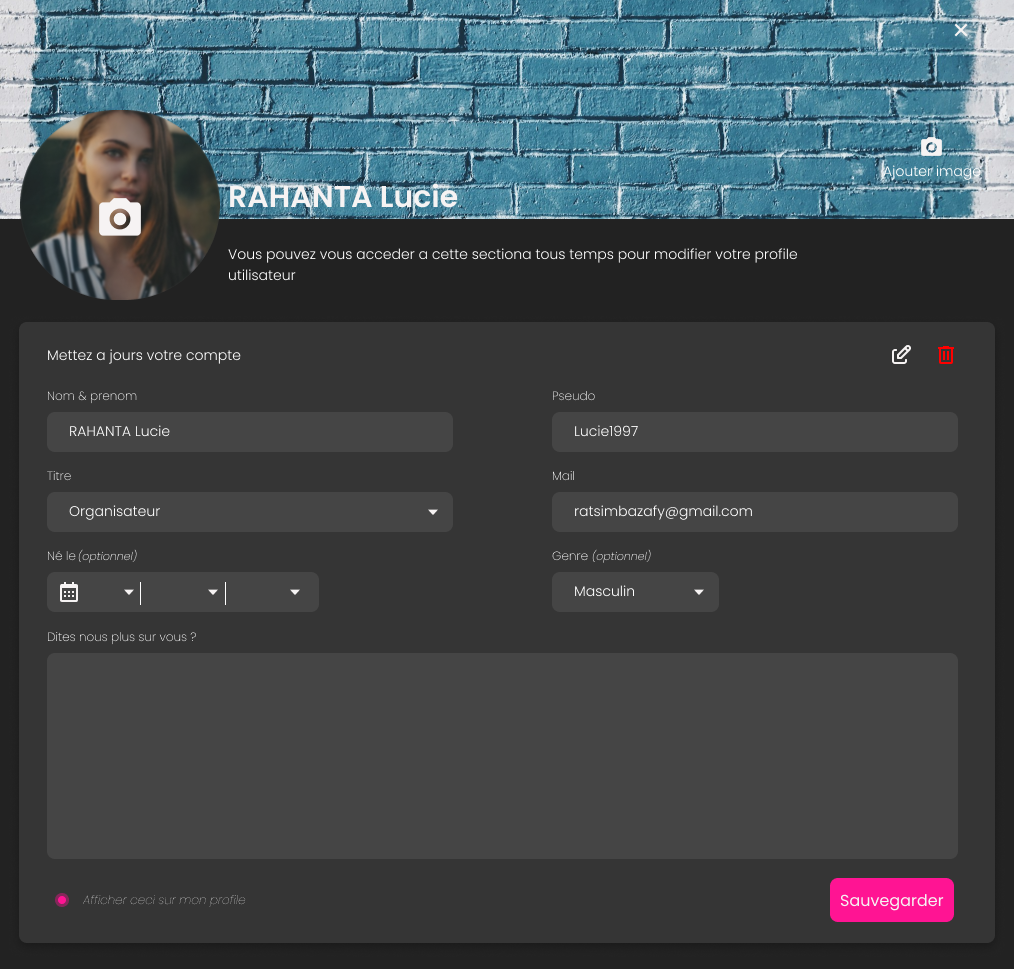 Ajouter image
RAHANTA Lucie
Vous pouvez vous acceder a cette sectiona tous temps pour modifier votre profile
utilisateur
Mettez a jours votre compte
Nom & prenom
Pseudo
RAHANTA Lucie
Lucie1997
Titre
Mail
Organisateur
ratsimbazafy@gmail.com
Né le (optionnel)
Genre (optionnel)
Masculin
Dites nous plus sur vous ?
Afficher ceci sur mon profile
Sauvegarder